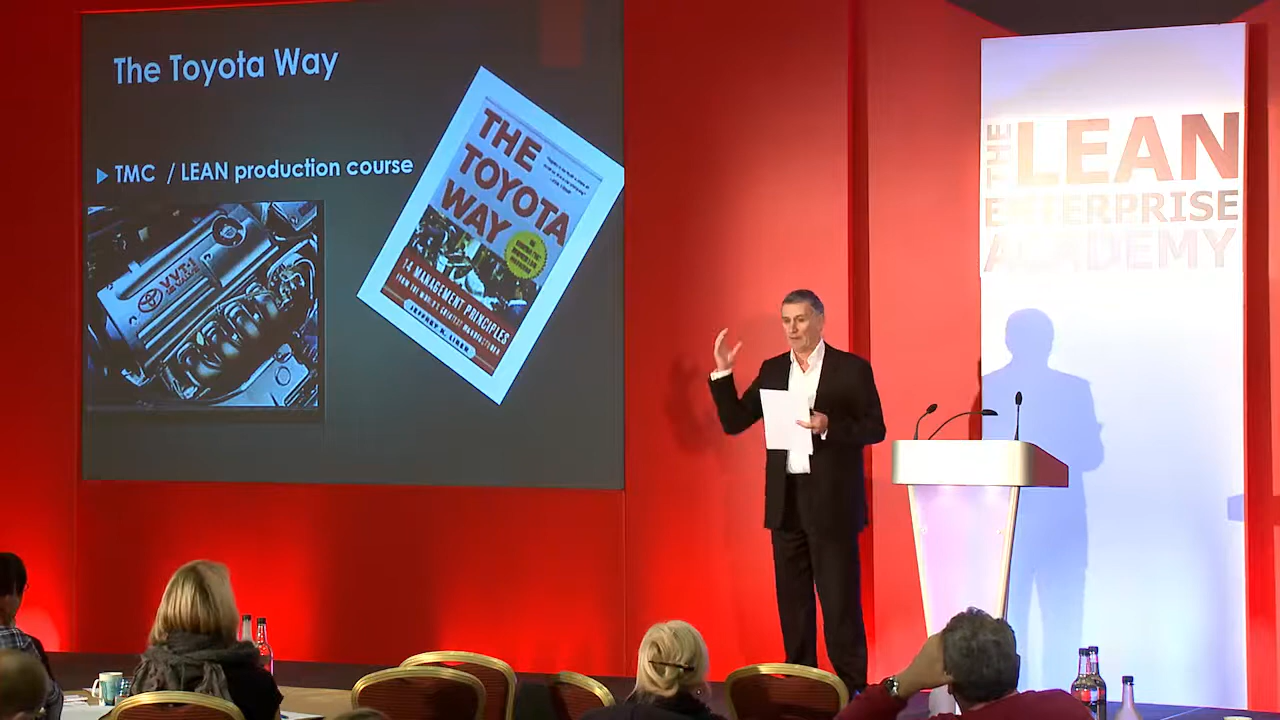 The Toyota Way
TMC / LEAN production course
VVT-i
THE
TOYOTA
WAY
14 MANAGEMENT PRINCIPLES
FROM THE WORLD'S GREATEST MANUFACTURER
JEFFREY K. LIKER
THE LEAN
ENTERPRISE
ACADEMY